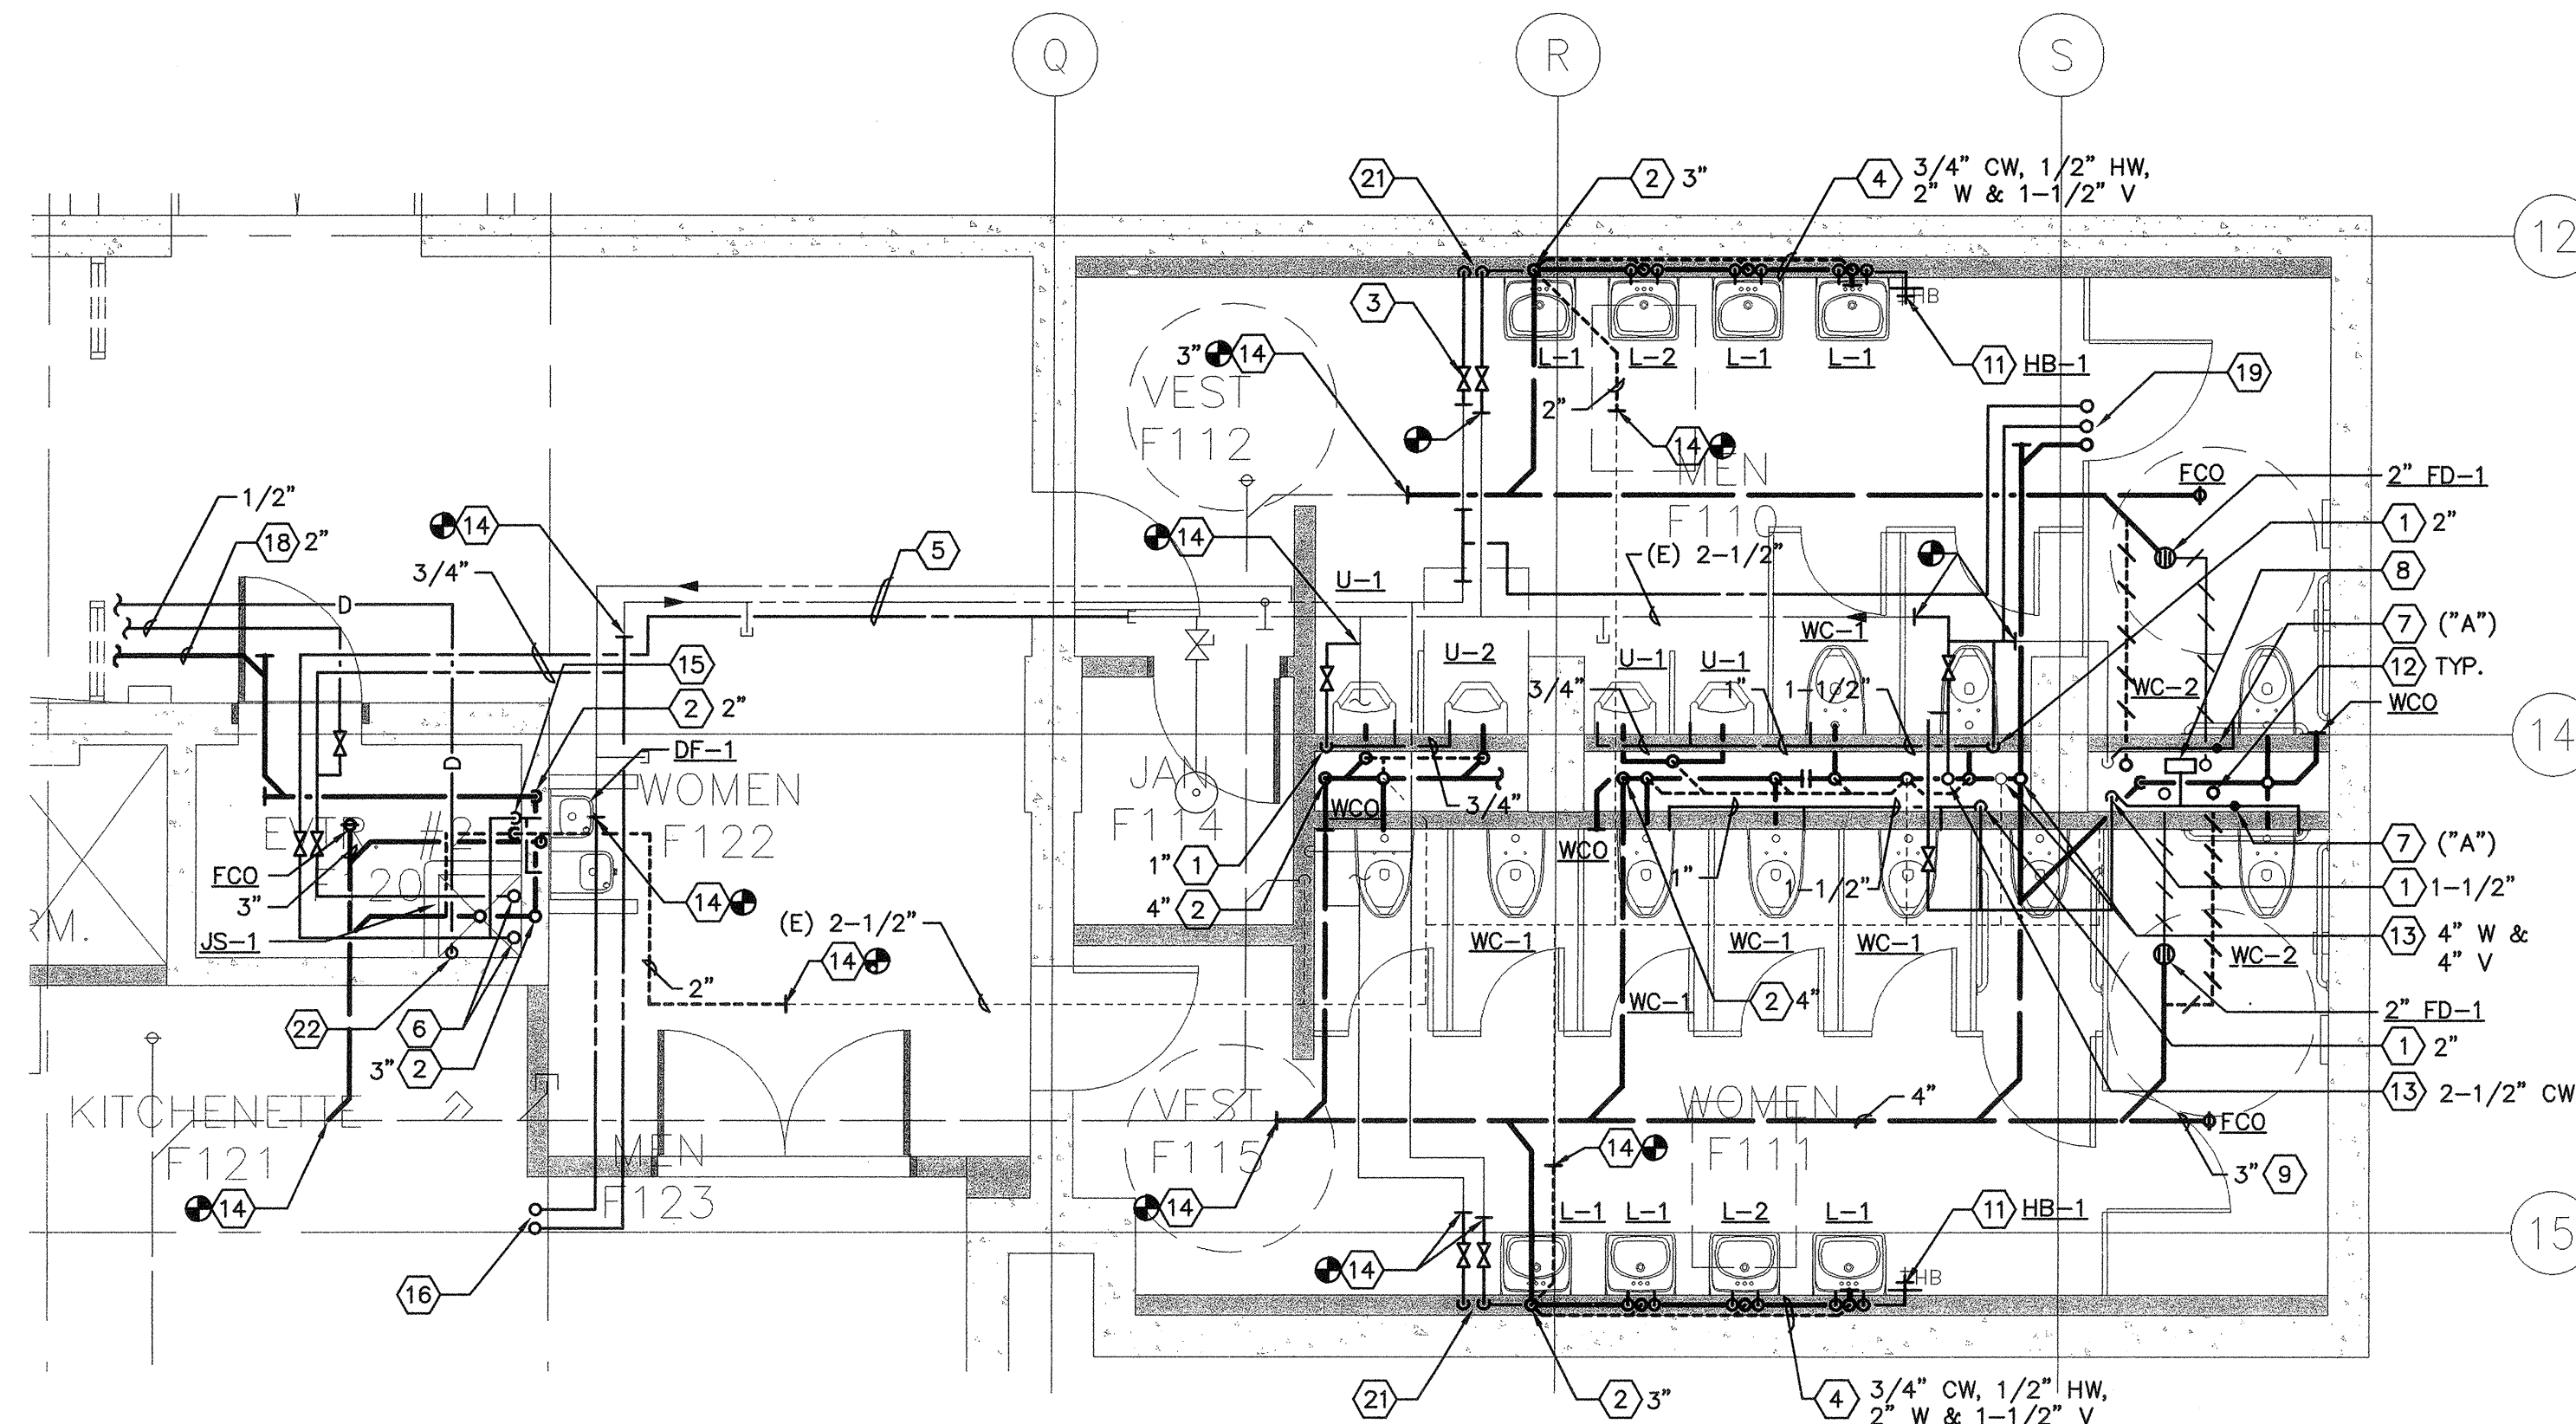 Q
R
S
12
14
15
21
2 3"
4 3/4" CW, 1/2" HW,
2" W & 1-1/2" V
3
3" 14
VEST
F112
L-1
L-2
L-1
L-1
HB
11 HB-1
19
2"
14
MEN
F110
FCO
2" FD-1
1 2"
8
7 ("A")
12 TYP.
WCO
1/2"
18 2"
14
3/4"
5
14
(E) 2-1/2"
U-1
U-2
U-1
U-1
WC-1
WC-2
3/4"
1"
1-1/2"
15
2 2"
DF-1
D
D
WOMEN
F122
JAN
F114
WCO
3/4"
WCO
1" 1
4" 2
1"
1-1/2"
7 ("A")
1 1-1/2"
13 4" W &
4" V
WC-2
2" FD-1
1 2"
13 2-1/2" CW
#2
20
FCO
3"
JS-1
RM.
14
(E) 2-1/2"
14
2"
WC-1
WC-1
WC-1
WC-1
2 4"
22
6
3" 2
KITCHENETTE
F121
14
MEN
F123
16
VEST
F115
14
WOMEN
F111
4"
14
FCO
3" 9
L-1
L-1
L-2
L-1
11 HB-1
HB
14
21
2 3"
4 3/4" CW, 1/2" HW,
2" W & 1-1/2" V